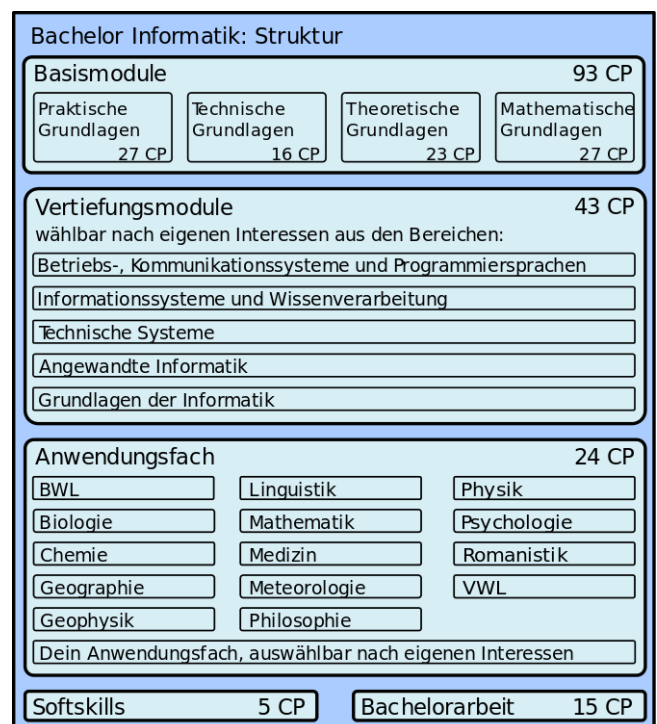 Bachelor Informatik: Struktur
Basismodule 93 CP
Praktische Grundlagen 27 CP
Technische Grundlagen 16 CP
Theoretische Grundlagen 23 CP
Mathematische Grundlagen 27 CP
Vertiefungsmodule 43 CP
wählbar nach eigenen Interessen aus den Bereichen:
Betriebs-, Kommunikationssysteme und Programmiersprachen
Informationssysteme und Wissenverarbeitung
Technische Systeme
Angewandte Informatik
Grundlagen der Informatik
Anwendungsfach 24 CP
BWL Linguistik Physik
Biologie Mathematik Psychologie
Chemie Medizin Romanistik
Geographie Meteorologie VWL
Geophysik Philosophie
Dein Anwendungsfach, auswählbar nach eigenen Interessen
Softskills 5 CP Bachelorarbeit 15 CP